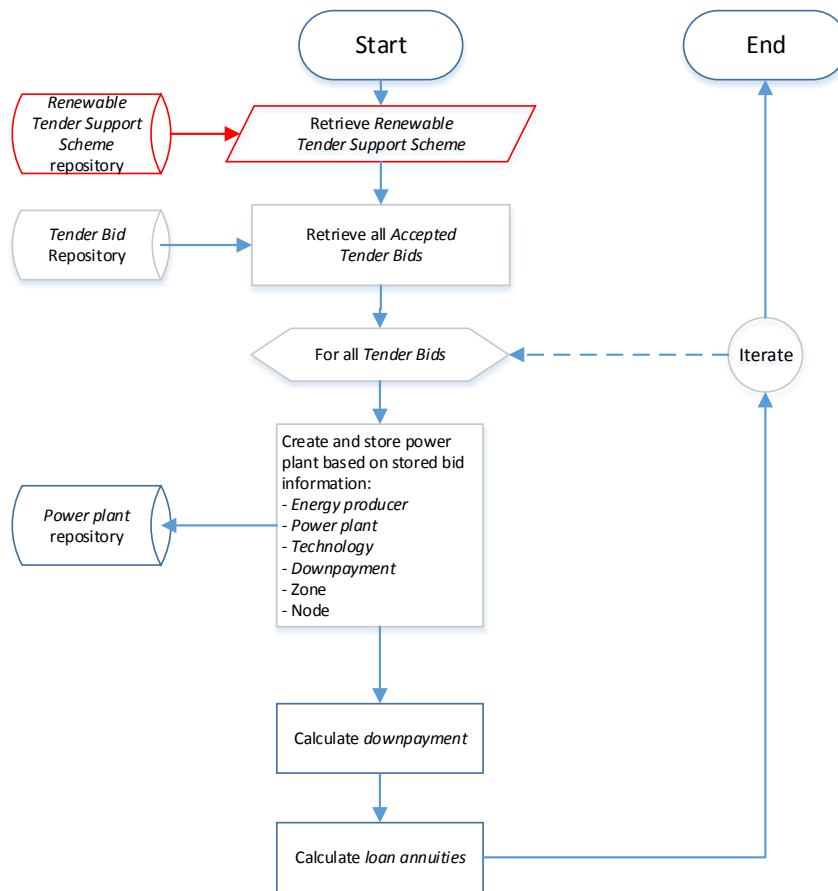 Start
End
Renewable
Tender Support
Scheme
repository
Retrieve Renewable
Tender Support Scheme
Tender Bid
Repository
Retrieve all Accepted
Tender Bids
For all Tender Bids
Iterate
Create and store power
plant based on stored bid
information:
- Energy producer
- Power plant
- Technology
- Downpayment
- Zone
- Node
Power plant
repository
Calculate downpayment
Calculate loan annuities